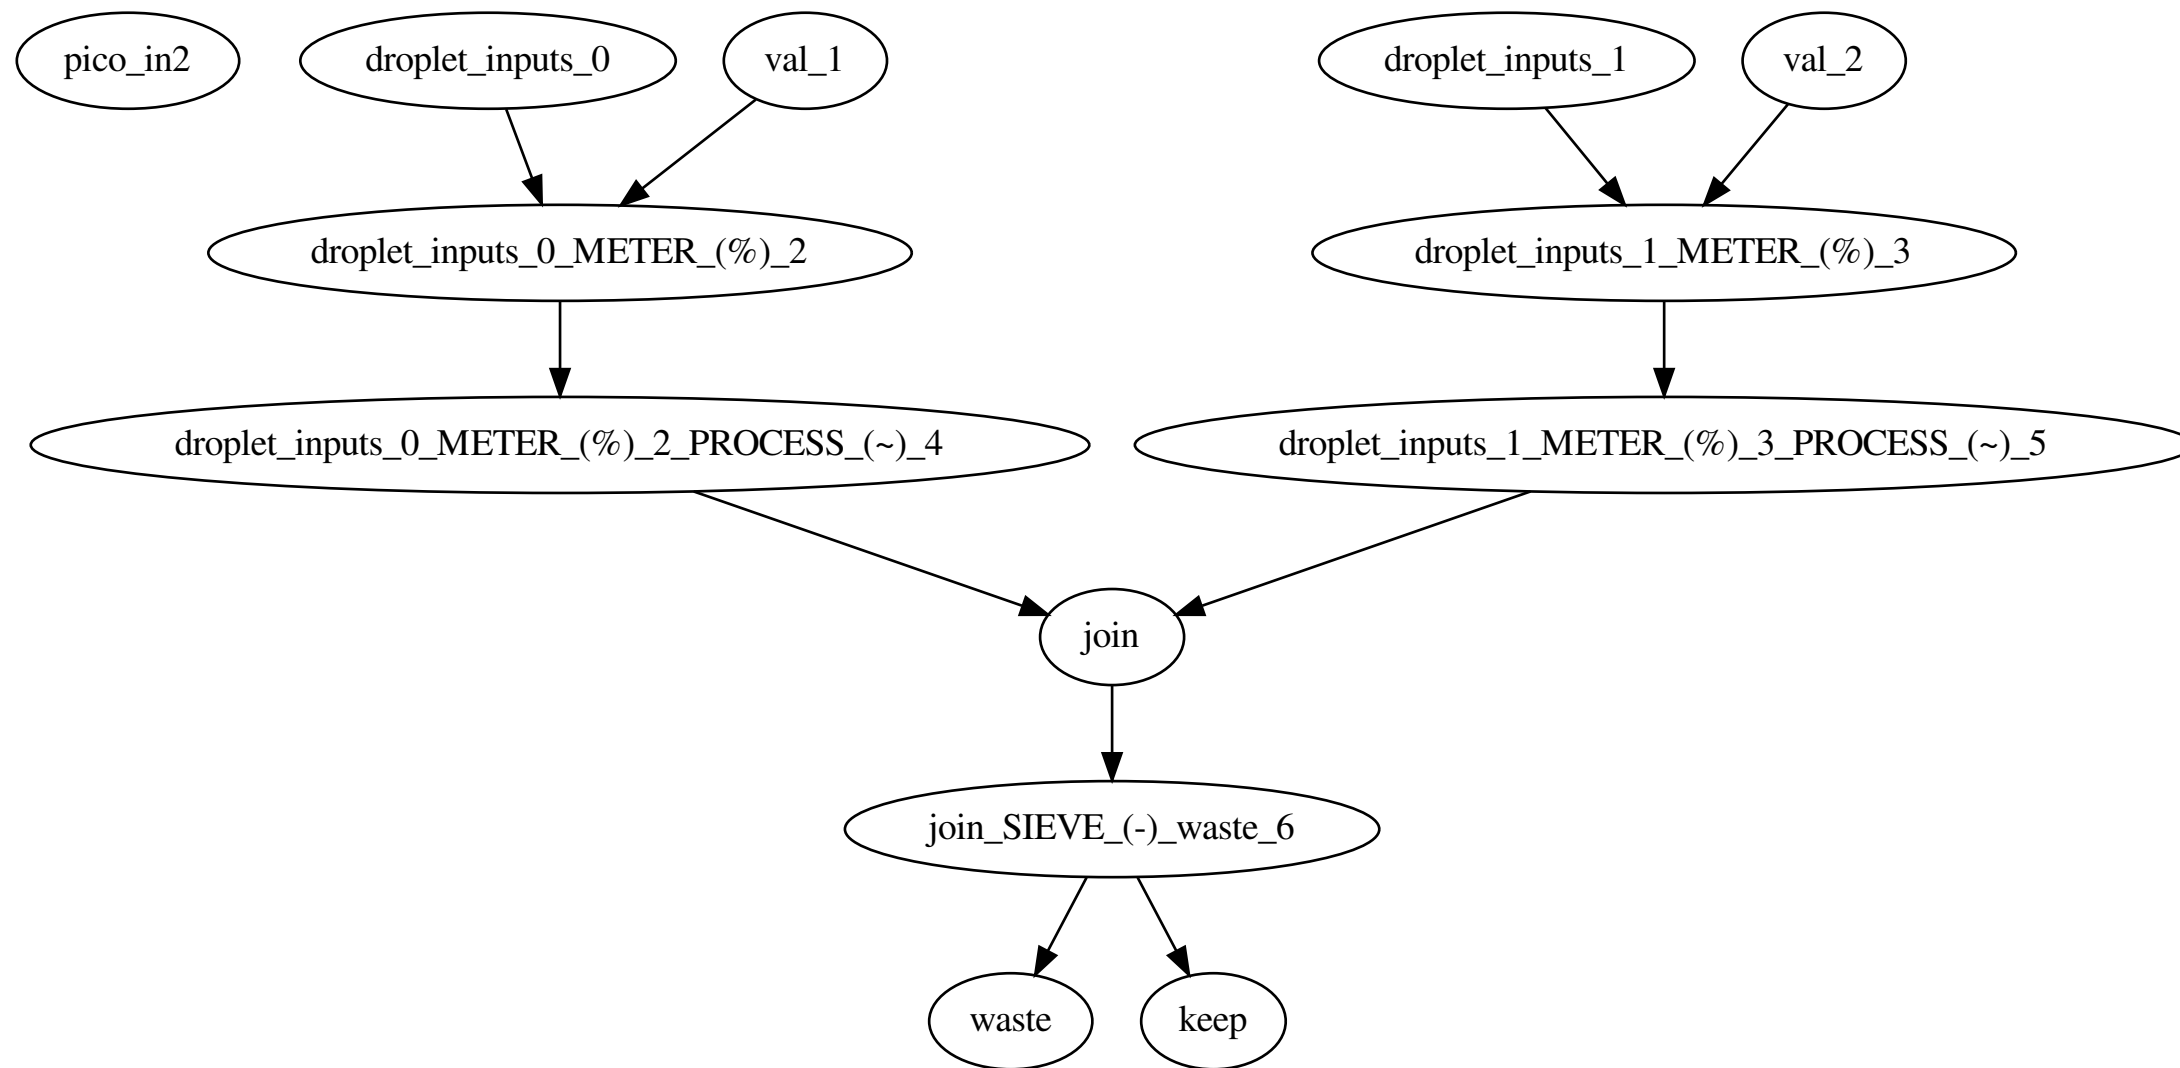 pico_in2
droplet_inputs_0
val_1
droplet_inputs_1
val_2
droplet_inputs_0_METER_(%)_2
droplet_inputs_1_METER_(%)_3
droplet_inputs_0_METER_(%)_2_PROCESS_(~)_4
droplet_inputs_1_METER_(%)_3_PROCESS_(~)_5
join
join_SIEVE_(-)_waste_6
waste
keep